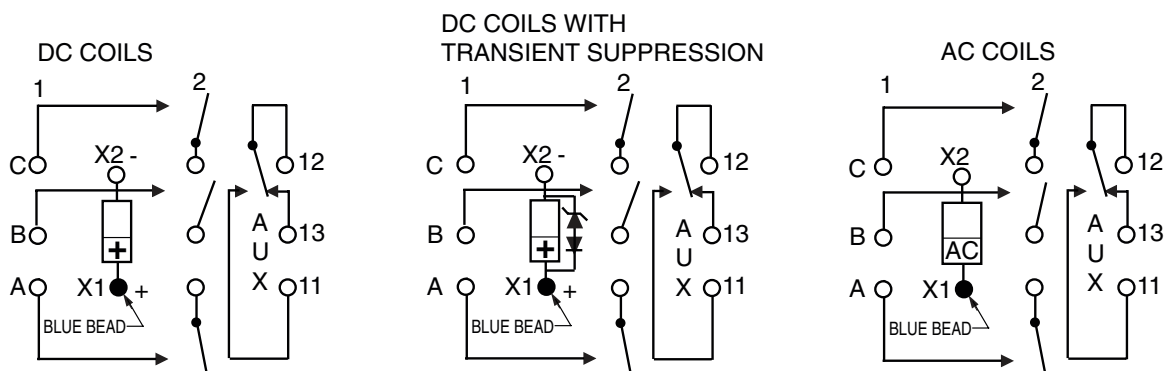 DC COILS
1
2
C
X2 -
12
B
+
A
U
X
13
A
X1
+
11
BLUE BEAD
DC COILS WITH
TRANSIENT SUPPRESSION
1
2
C
X2 -
12
B
+
A
U
X
13
A
X1
+
11
BLUE BEAD
AC COILS
1
2
C
X2
12
B
AC
A
U
X
13
A
X1
11
BLUE BEAD